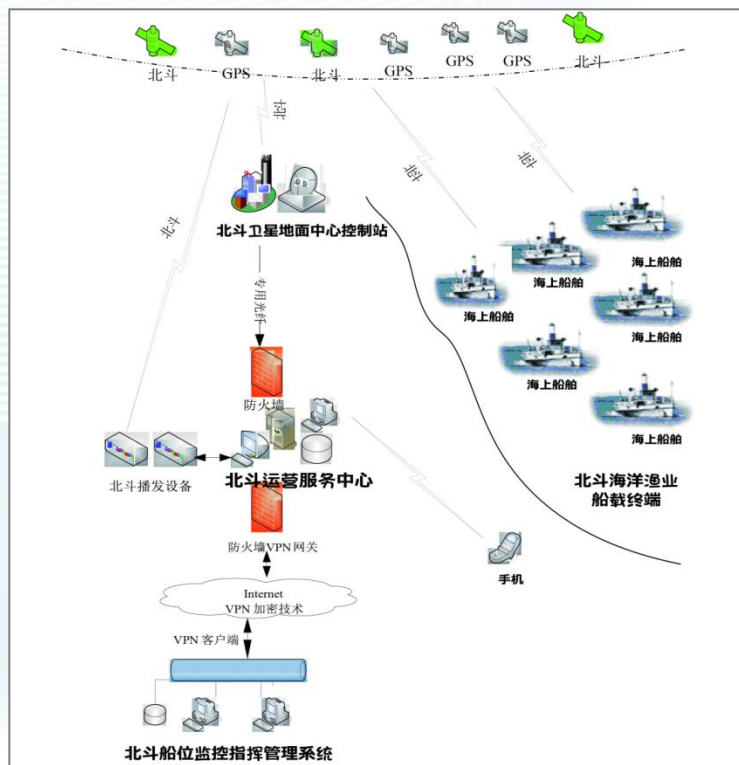 北斗
GPS
北斗
GPS
GPS
GPS
北斗
北斗
北斗
北斗
北斗
北斗卫星地面中心控制站
专用光纤
海上船舶
海上船舶
海上船舶
海上船舶
海上船舶
海上船舶
防火墙
北斗播发设备
北斗运营服务中心
北斗海洋渔业
船载终端
防火墙VPN 网关
手机
Internet
VPN 加密技术
VPN 客户端
北斗船位监控指挥管理系统